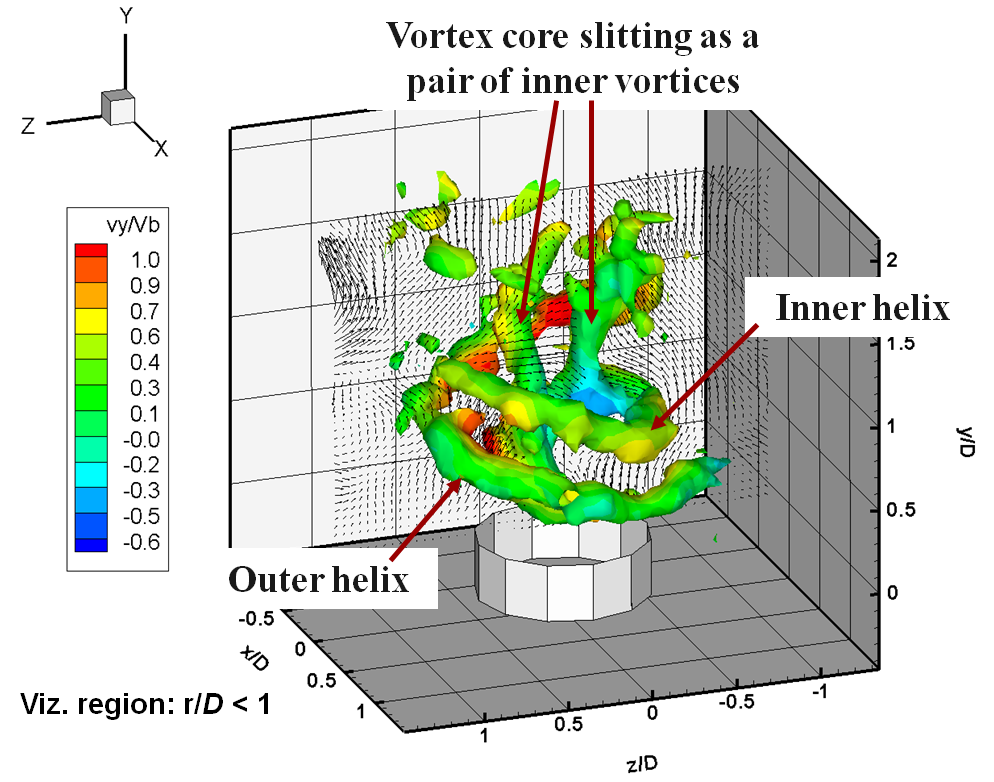 Vortex core slitting as a
pair of inner vortices
Y
Z
X
vy/Vb
1.0
0.9
0.7
0.6
0.4
0.3
0.1
-0.0
-0.2
-0.3
-0.5
-0.6
Inner helix
Outer helix
2
1.5
1
0.5
0
y/D
-0.5
0
0.5
1
x/D
1
0.5
0
-0.5
-1
z/D
Viz. region: r/D < 1